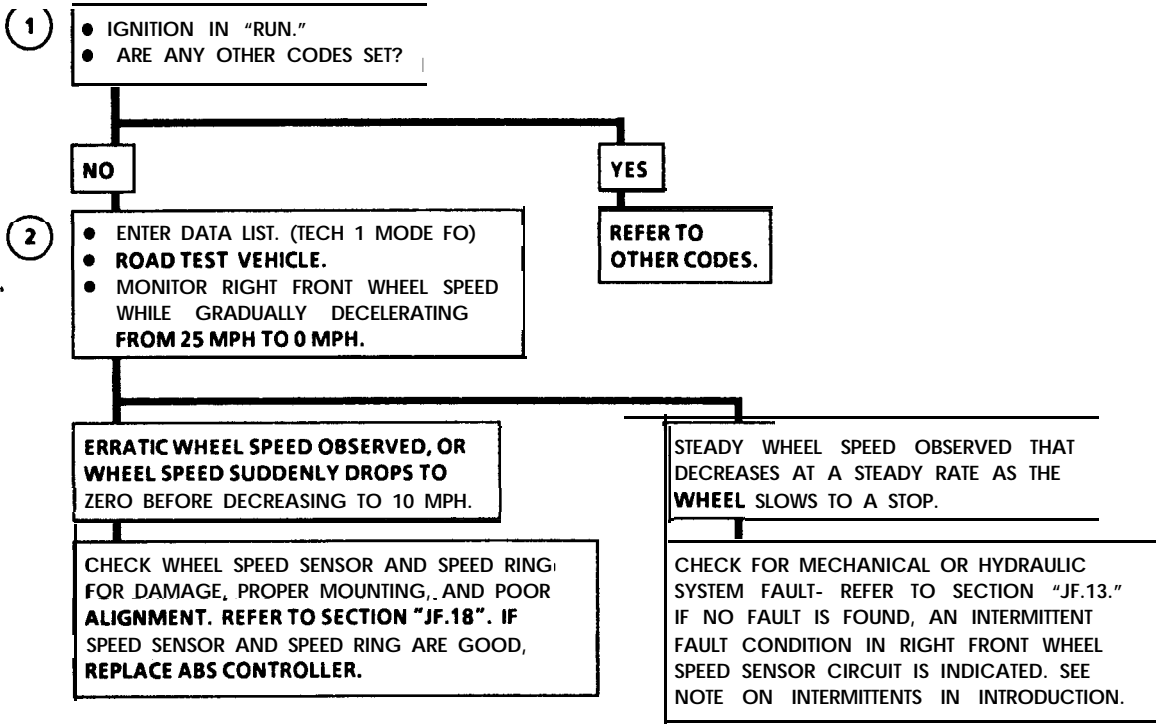 1
● IGNITION IN “RUN.”
● ARE ANY OTHER CODES SET?
NO
YES
2
● ENTER DATA LIST. (TECH 1 MODE FO)
● ROAD TEST VEHICLE.
● MONITOR RIGHT FRONT WHEEL SPEED
WHILE GRADUALLY DECELERATING
FROM 25 MPH TO 0 MPH.
REFER TO
OTHER CODES.
ERRATIC WHEEL SPEED OBSERVED, OR
WHEEL SPEED SUDDENLY DROPS TO
ZERO BEFORE DECREASING TO 10 MPH.
STEADY WHEEL SPEED OBSERVED THAT
DECREASES AT A STEADY RATE AS THE
WHEEL SLOWS TO A STOP.
CHECK WHEEL SPEED SENSOR AND SPEED RING
FOR DAMAGE, PROPER MOUNTING, AND POOR
ALIGNMENT. REFER TO SECTION "JF.18". IF
SPEED SENSOR AND SPEED RING ARE GOOD,
REPLACE ABS CONTROLLER.
CHECK FOR MECHANICAL OR HYDRAULIC
SYSTEM FAULT- REFER TO SECTION “JF.13.”
IF NO FAULT IS FOUND, AN INTERMITTENT
FAULT CONDITION IN RIGHT FRONT WHEEL
SPEED SENSOR CIRCUIT IS INDICATED. SEE
NOTE ON INTERMITTENTS IN INTRODUCTION.